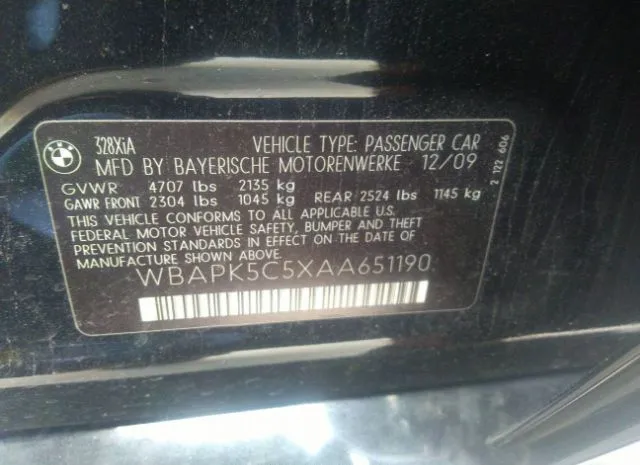 BMW
328XiA VEHICLE TYPE: PASSENGER CAR
MFD BY BAYERISCHE MOTORENWERKE 12/09
GVWR 4707 lbs 2135 kg
GAWR FRONT 2304 lbs 1045 kg REAR 2524 lbs 1145 kg
THIS VEHICLE CONFORMS TO ALL APPLICABLE U.S.
FEDERAL MOTOR VEHICLE SAFETY, BUMPER AND THEFT
PREVENTION STANDARDS IN EFFECT ON THE DATE OF
MANUFACTURE SHOWN ABOVE.
WBAPK5C5XAA651190
2 122 606